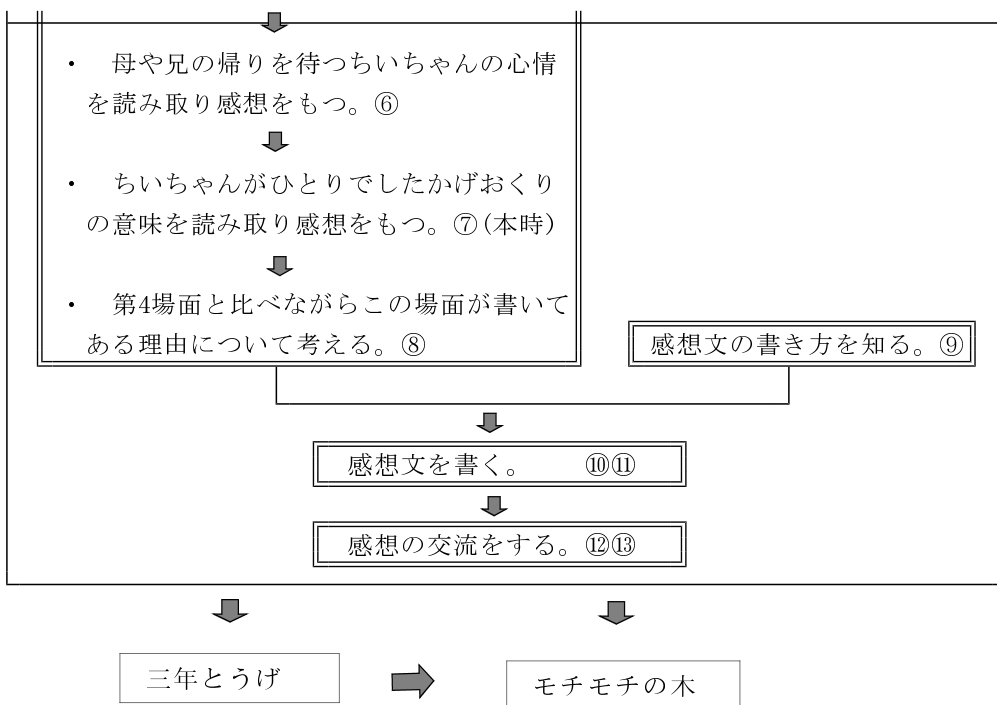 ・　母や兄の帰りを待つちいちゃんの心情
を読み取り感想をもつ。⑥
・　ちいちゃんがひとりでしたかげおくり
の意味を読み取り感想をもつ。⑦(本時)
・　第4場面と比べながらこの場面が書いて
ある理由について考える。⑧
感想文の書き方を知る。⑨
感想文を書く。　　⑩⑪
感想の交流をする。⑫⑬
三年とうげ
モチモチの木